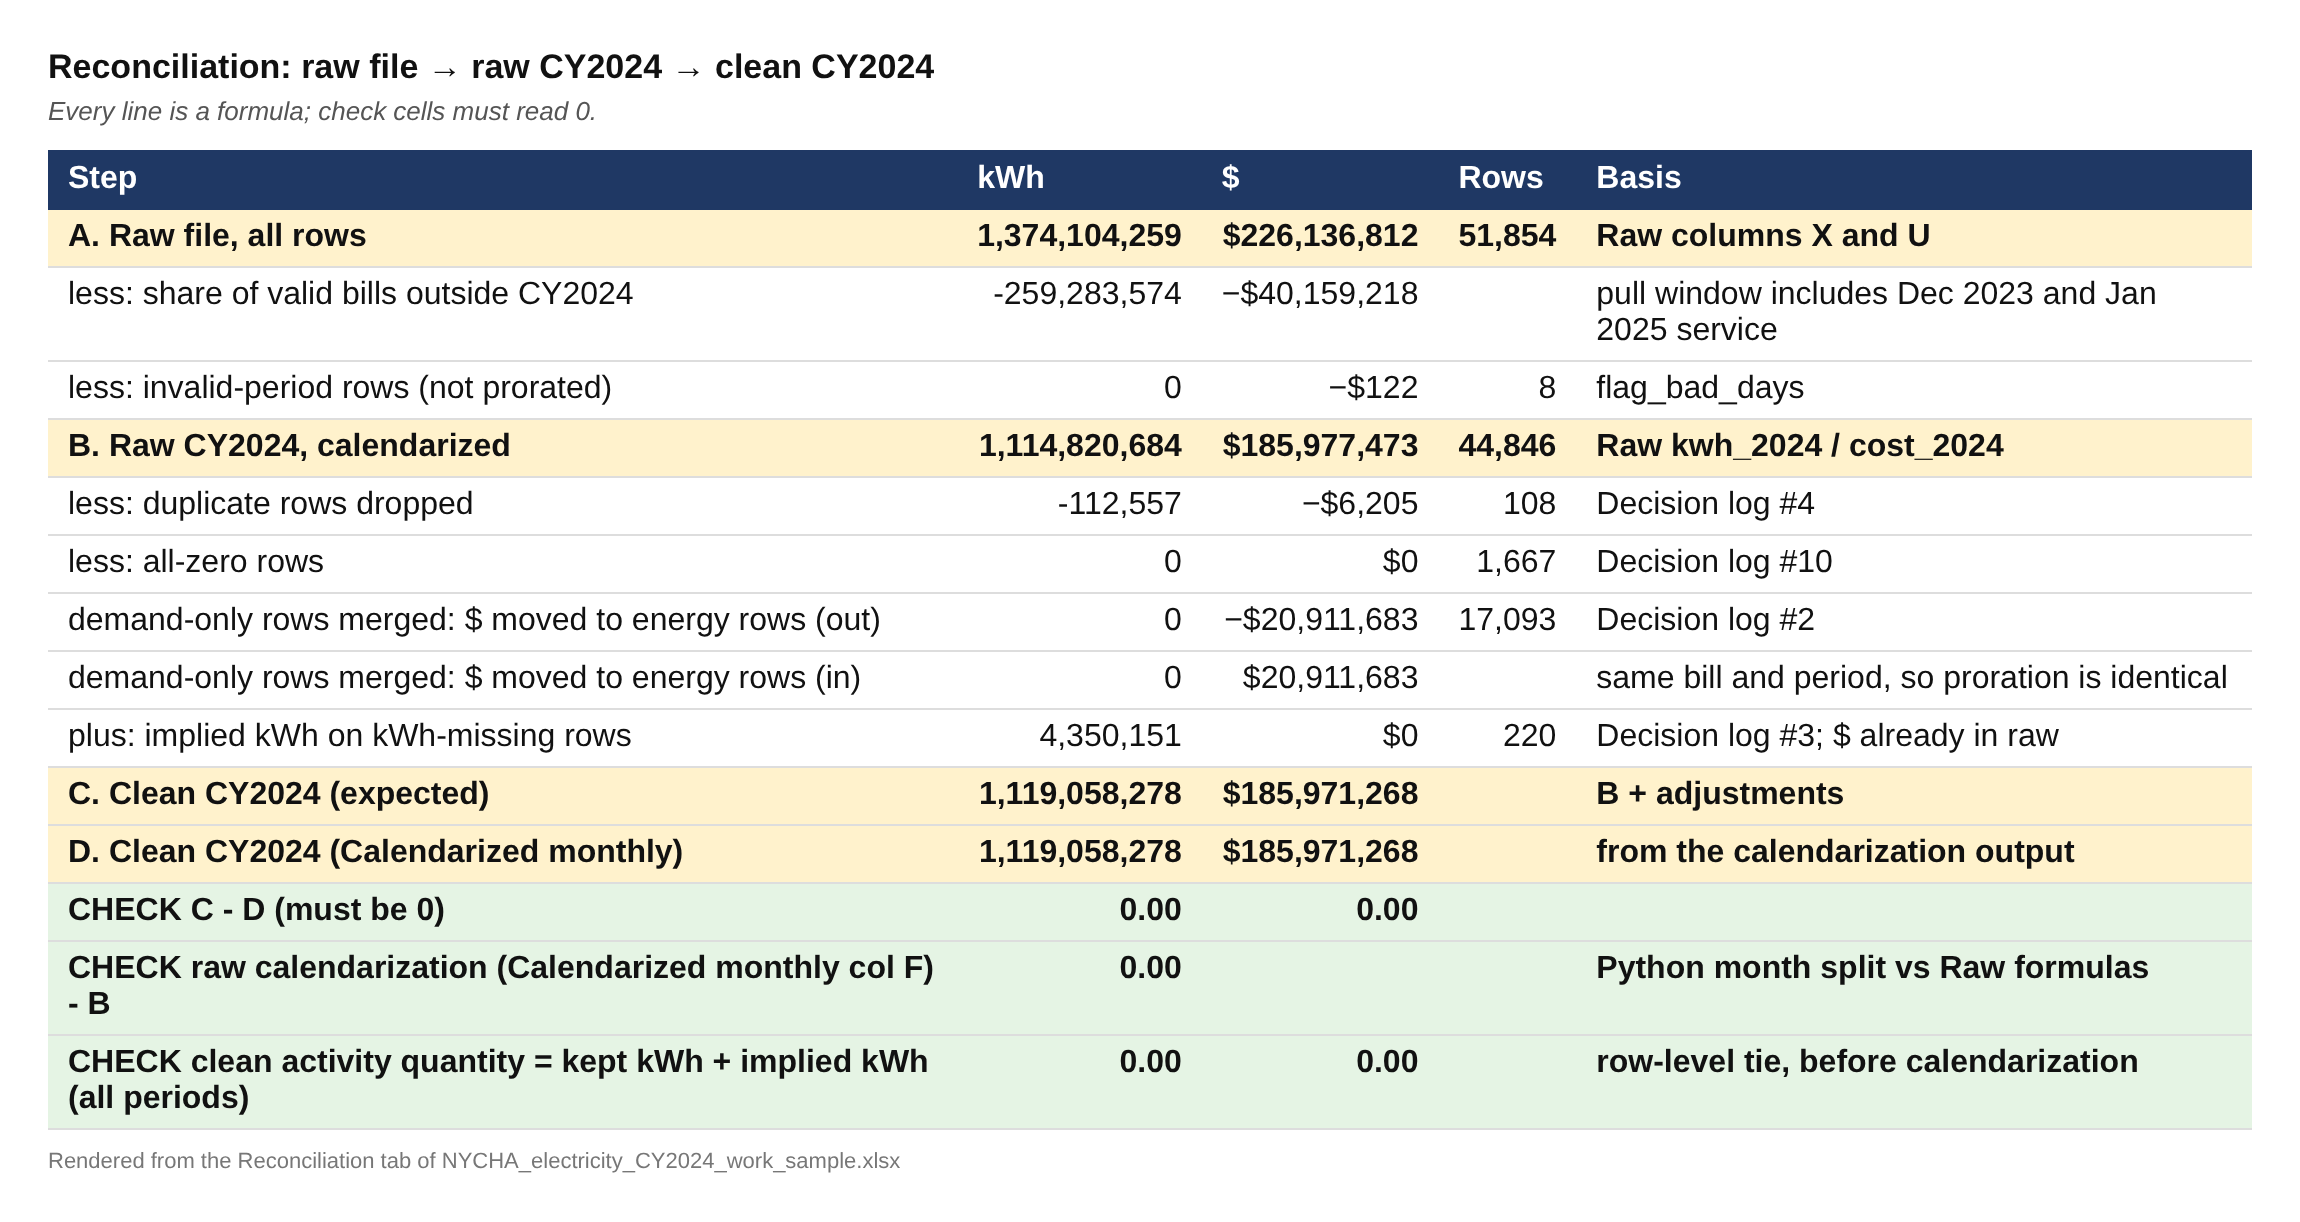 Reconciliation: raw file → raw CY2024 → clean CY2024
Every line is a formula; check cells must read 0.
Step kWh $ Rows Basis
A. Raw file, all rows 1,374,104,259 $226,136,812 51,854 Raw columns X and U
less: share of valid bills outside CY2024 -259,283,574 −$40,159,218 pull window includes Dec 2023 and Jan
2025 service
less: invalid-period rows (not prorated) 0 −$122 8 flag_bad_days
B. Raw CY2024, calendarized 1,114,820,684 $185,977,473 44,846 Raw kwh_2024 / cost_2024
less: duplicate rows dropped -112,557 −$6,205 108 Decision log #4
less: all-zero rows 0 $0 1,667 Decision log #10
demand-only rows merged: $ moved to energy rows (out) 0 −$20,911,683 17,093 Decision log #2
demand-only rows merged: $ moved to energy rows (in) 0 $20,911,683 same bill and period, so proration is identical
plus: implied kWh on kWh-missing rows 4,350,151 $0 220 Decision log #3; $ already in raw
C. Clean CY2024 (expected) 1,119,058,278 $185,971,268 B + adjustments
D. Clean CY2024 (Calendarized monthly) 1,119,058,278 $185,971,268 from the calendarization output
CHECK C - D (must be 0) 0.00 0.00
CHECK raw calendarization (Calendarized monthly col F) 0.00 Python month split vs Raw formulas
- B
CHECK clean activity quantity = kept kWh + implied kWh 0.00 0.00 row-level tie, before calendarization
(all periods)
Rendered from the Reconciliation tab of NYCHA_electricity_CY2024_work_sample.xlsx